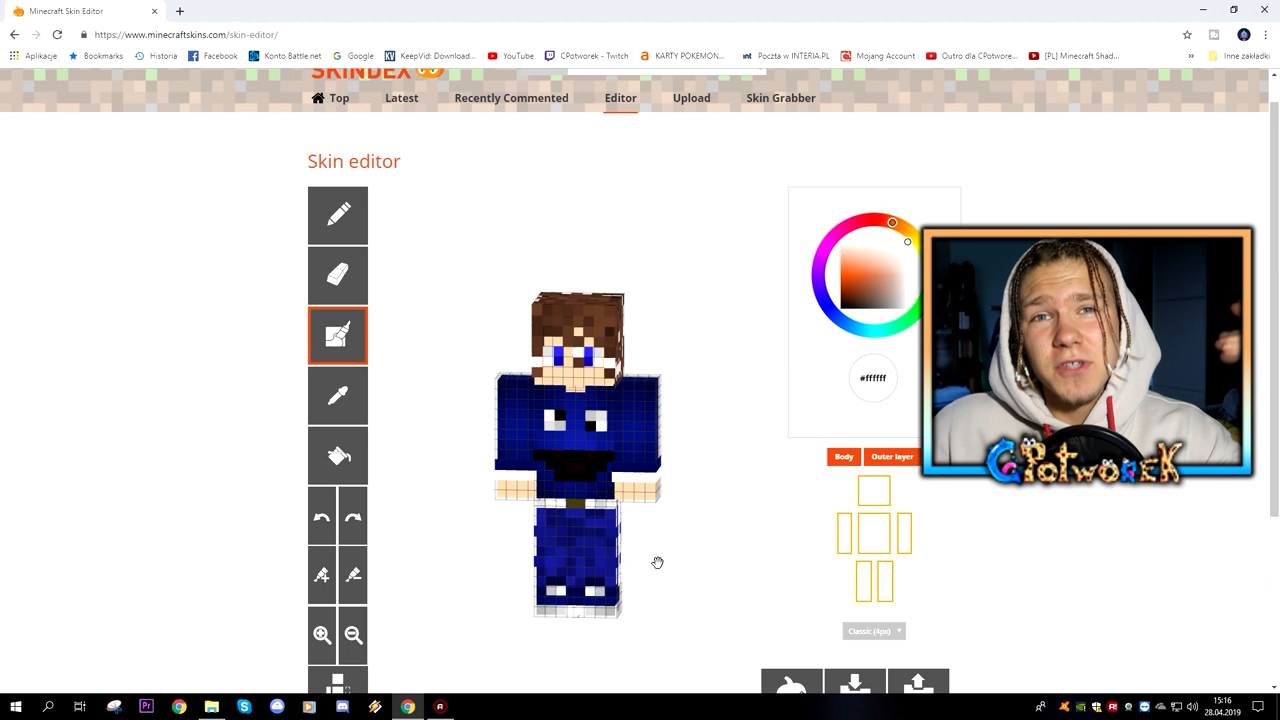 Minecraft Skin Editor
https://www.minecraftskins.com/skin-editor/
Aplikacje
Bookmarks
Historia
Facebook
Konto Battle.net
Google
KeepVid: Download...
YouTube
CPotworek - Twitch
KARTY POKEMON...
Poczta w INTERIA.PL
Mojang Account
Outro dla CPotwore...
[PL] Minecraft Shad...
»
Inne zakładki
SKINDEX
Top
Latest
Recently Commented
Editor
Upload
Skin Grabber
Skin editor
#ffffff
Body
Outer layer
Classic (4px)
CPotworek
15:16
28.04.2019